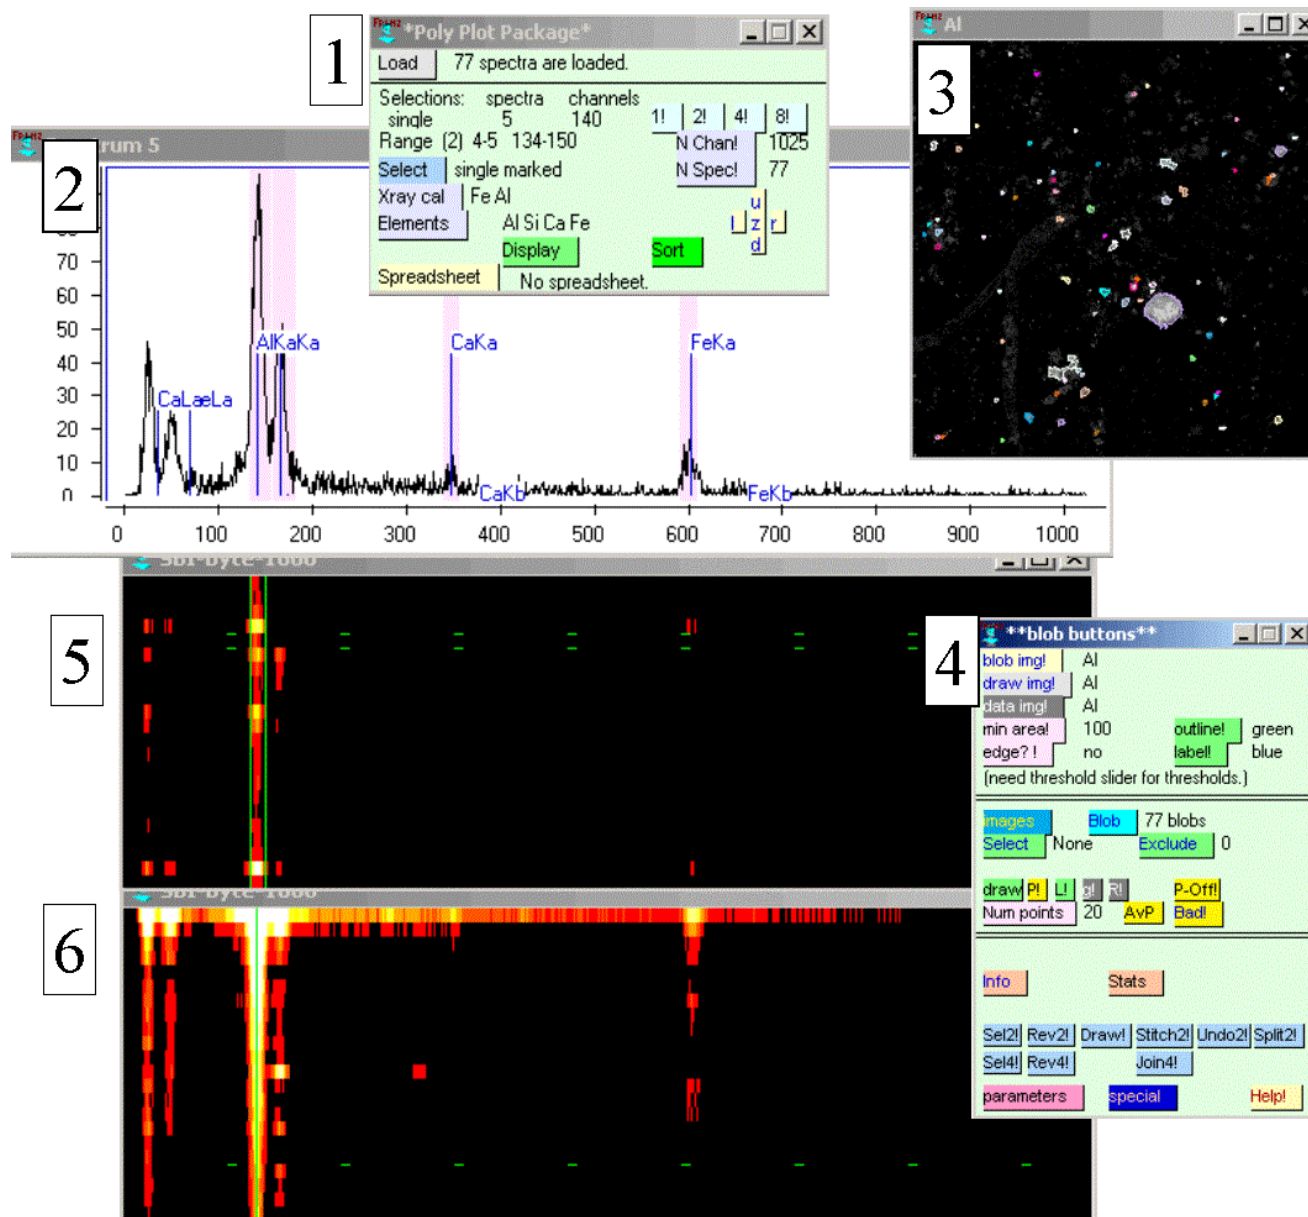 1
*Poly Plot Package*
Load 77 spectra are loaded.
Selections: spectra channels
single 5 140 1! 2! 4! 8!
Range (2) 4-5 134-150 N Chan! 1025
Select single marked N Spec! 77
Xray cal Fe Al
Elements Al Si Ca Fe
u
l z r
d
Display Sort
Spreadsheet No spreadsheet.
Al
3
trum 5
2
70
60
50
40
30
20
10
0
AlKaKa CaKa FeKa
CaLaeLa
CaKb FeKb
0 100 200 300 400 500 600 700 800 900 1000
5
4
**blob buttons**
blob img! Al
draw img! Al
data img! Al
min area! 100 outline! green
edge? ! no label! blue
(need threshold slider for thresholds.)
images Blob 77 blobs
Select None Exclude 0
draw P! L! g! R! P-Off!
Num points 20 AvP Bad!
Info Stats
Sel2! Rev2! Draw! Stitch2! Undo2! Split2!
Sel4! Rev4! Join4!
parameters special Help!
6